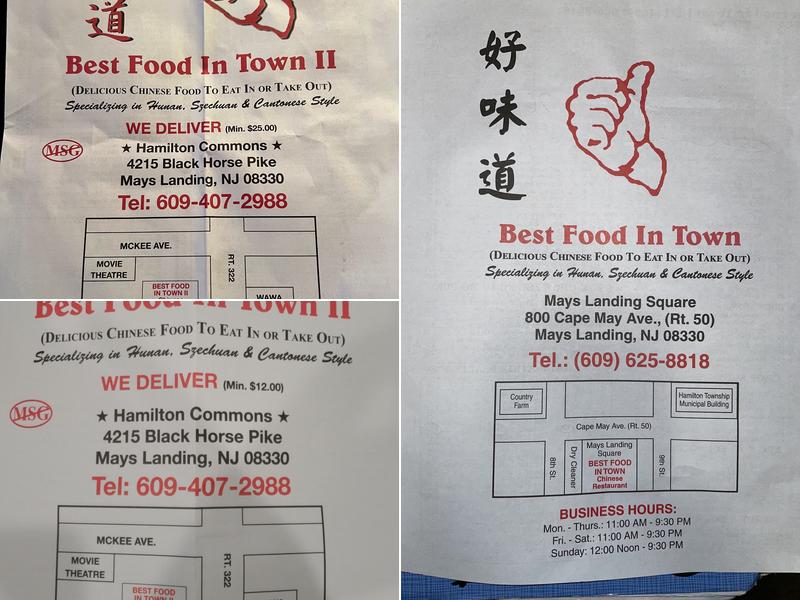 道
Best Food In Town II
(Delicious Chinese Food To Eat In or Take Out)
Specializing in Hunan, Szechuan & Cantonese Style
WE DELIVER (Min. $25.00)
MSG
★ Hamilton Commons ★
4215 Black Horse Pike
Mays Landing, NJ 08330
Tel: 609-407-2988
MCKEE AVE.
RT. 322
MOVIE
THEATRE
BEST FOOD
IN TOWN II
WAWA
Best Food In Town II
(Delicious Chinese Food To Eat In or Take Out)
Specializing in Hunan, Szechuan & Cantonese Style
WE DELIVER (Min. $12.00)
MSG
★ Hamilton Commons ★
4215 Black Horse Pike
Mays Landing, NJ 08330
Tel: 609-407-2988
MCKEE AVE.
RT. 322
MOVIE
THEATRE
BEST FOOD
IN TOWN II
好
味
道
Best Food In Town
(Delicious Chinese Food To Eat In or Take Out)
Specializing in Hunan, Szechuan & Cantonese Style
Mays Landing Square
800 Cape May Ave., (Rt. 50)
Mays Landing, NJ 08330
Tel.: (609) 625-8818
Country
Farm
Hamilton Township
Municipal Building
Cape May Ave. (Rt. 50)
8th St.
Dry Cleaner
Mays Landing
Square
BEST FOOD
IN TOWN
Chinese
Restaurant
9th St.
BUSINESS HOURS:
Mon. - Thurs.: 11:00 AM - 9:30 PM
Fri. - Sat.: 11:00 AM - 9:30 PM
Sunday: 12:00 Noon - 9:30 PM